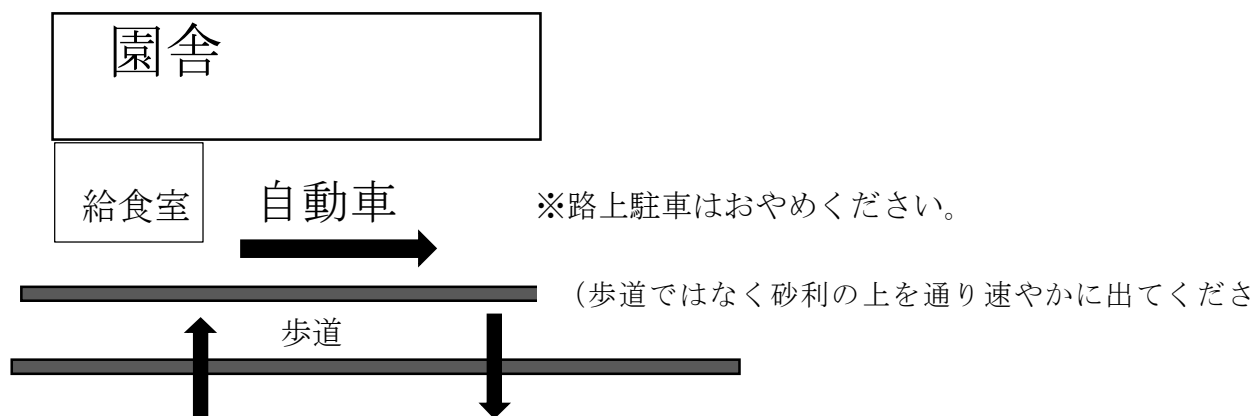 園舎
給食室
自動車
※路上駐車はおやめください。
(歩道ではなく砂利の上を通り速やかに出てくださ
歩道